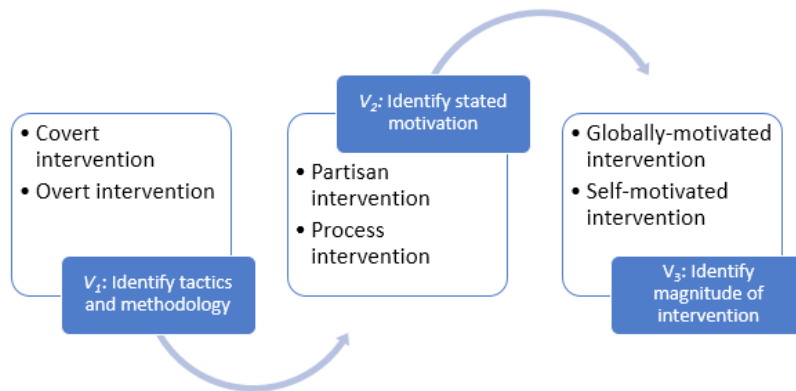 • Covert
intervention
• Overt intervention
V₁: Identify tactics
and methodology
V₂: Identify stated
motivation
• Partisan
intervention
• Process
intervention
• Globally-motivated
intervention
• Self-motivated
intervention
V₃: Identify
magnitude of
intervention